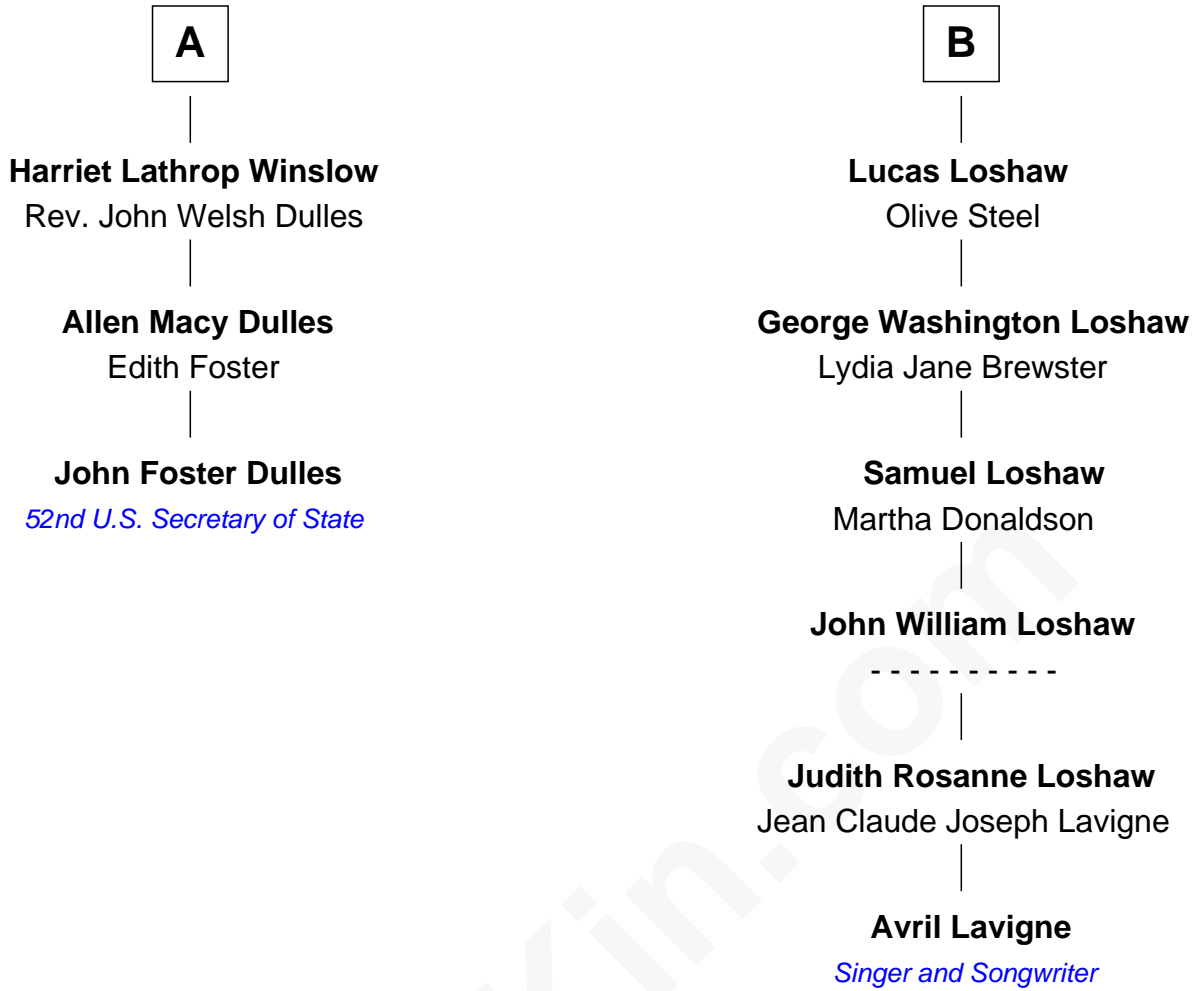 A
Harriet Lathrop Winslow
Rev. John Welsh Dulles
Allen Macy Dulles
Edith Foster
John Foster Dulles
52nd U.S. Secretary of State
B
Lucas Loshaw
Olive Steel
George Washington Loshaw
Lydia Jane Brewster
Samuel Loshaw
Martha Donaldson
John William Loshaw
- - - - - - - - - -
Judith Rosanne Loshaw
Jean Claude Joseph Lavigne
Avril Lavigne
Singer and Songwriter